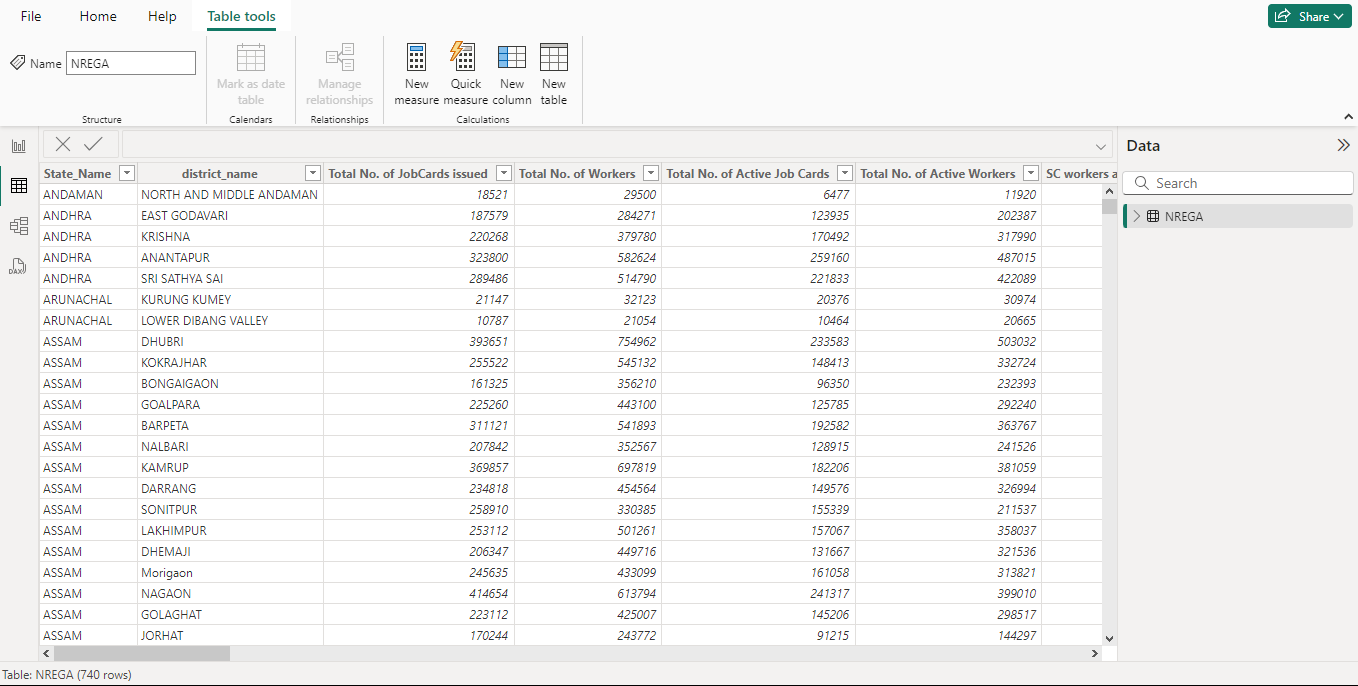 File Home Help Table tools Share
Name NREGA
Mark as date table
Manage relationships
New measure
Quick measure
New column
New table
Structure Calendars Relationships Calculations
Data
Search
NREGA
DAX
State_Name district_name Total No. of JobCards issued Total No. of Workers Total No. of Active Job Cards Total No. of Active Workers SC workers a
ANDAMAN NORTH AND MIDDLE ANDAMAN 18521 29500 6477 11920
ANDHRA EAST GODAVARI 187579 284271 123935 202387
ANDHRA KRISHNA 220268 379780 170492 317990
ANDHRA ANANTAPUR 323800 582624 259160 487015
ANDHRA SRI SATHYA SAI 289486 514790 221833 422089
ARUNACHAL KURUNG KUMEY 21147 32123 20376 30974
ARUNACHAL LOWER DIBANG VALLEY 10787 21054 10464 20665
ASSAM DHUBRI 393651 754962 233583 503032
ASSAM KOKRAJHAR 255522 545132 148413 332724
ASSAM BONGAIGAON 161325 356210 96350 232393
ASSAM GOALPARA 225260 443100 125785 292240
ASSAM BARPETA 311121 541893 192582 363767
ASSAM NALBARI 207842 352567 128915 241526
ASSAM KAMRUP 369857 697819 182206 381059
ASSAM DARRANG 234818 454564 149576 326994
ASSAM SONITPUR 258910 330385 155339 211537
ASSAM LAKHIMPUR 253112 501261 157067 358037
ASSAM DHEMAJI 206347 449716 131667 321536
ASSAM Morigaon 245635 433099 161058 313821
ASSAM NAGAON 414654 613794 241317 399010
ASSAM GOLAGHAT 223112 425007 145206 298517
ASSAM JORHAT 170244 243772 91215 144297
Table: NREGA (740 rows)